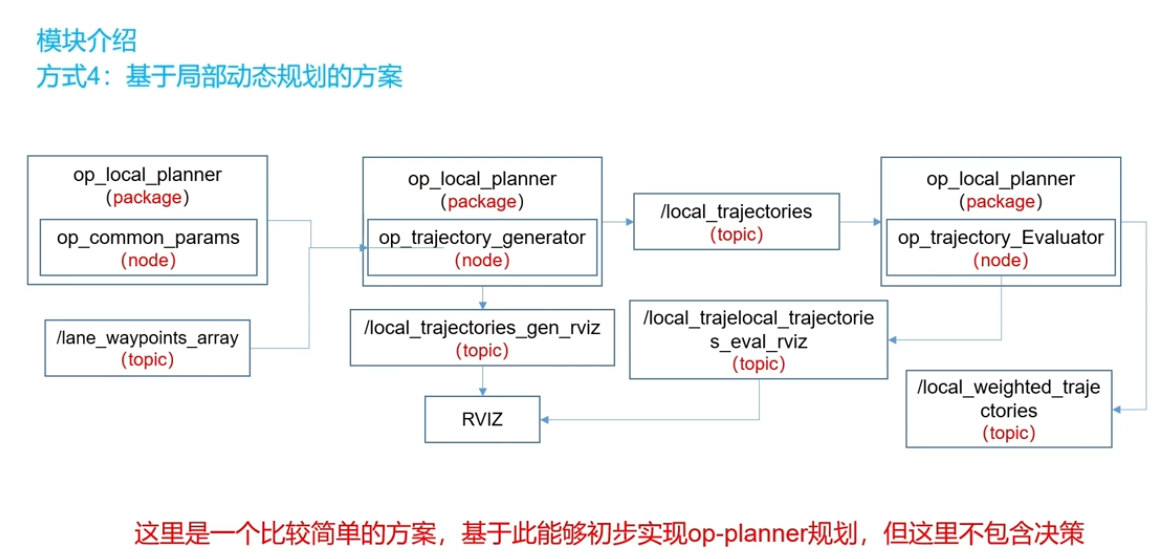 模块介绍
方式4：基于局部动态规划的方案
op_local_planner
(package)
op_common_params
(node)
/lane_waypoints_array
(topic)
op_local_planner
(package)
op_trajectory_generator
(node)
/local_trajectories_gen_rviz
(topic)
RVIZ
/local_trajectories
(topic)
/local_trajelocal_trajectorie
s_eval_rviz
(topic)
op_local_planner
(package)
op_trajectory_Evaluator
(node)
/local_weighted_traje
ctories
(topic)
这里是一个比较简单的方案，基于此能够初步实现op-planner规划，但这里不包含决策